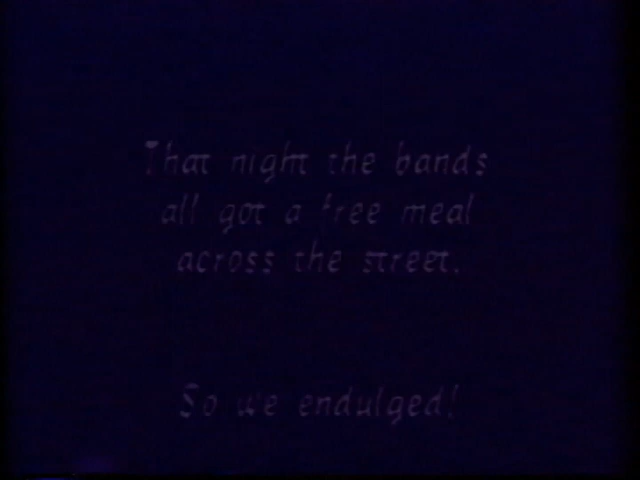 That night the bands
all got a free meal
across the street.
So we endulged!